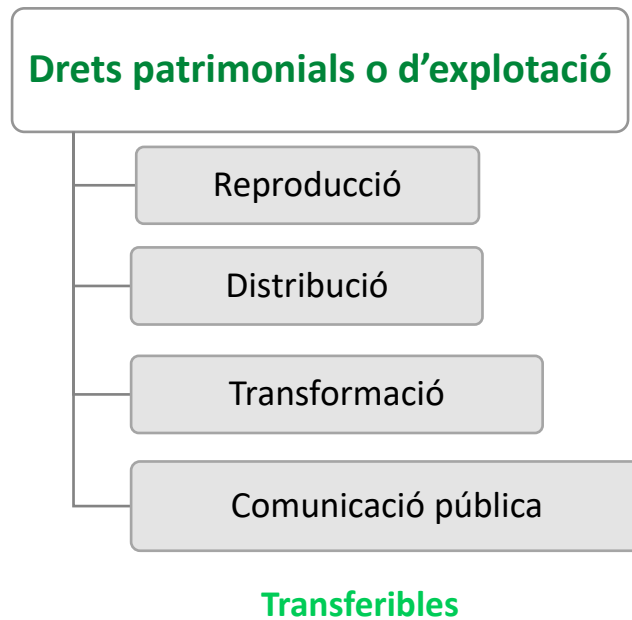 Drets patrimonials o d’explotació
Reproducció
Distribució
Transformació
Comunicació pública
Transferibles